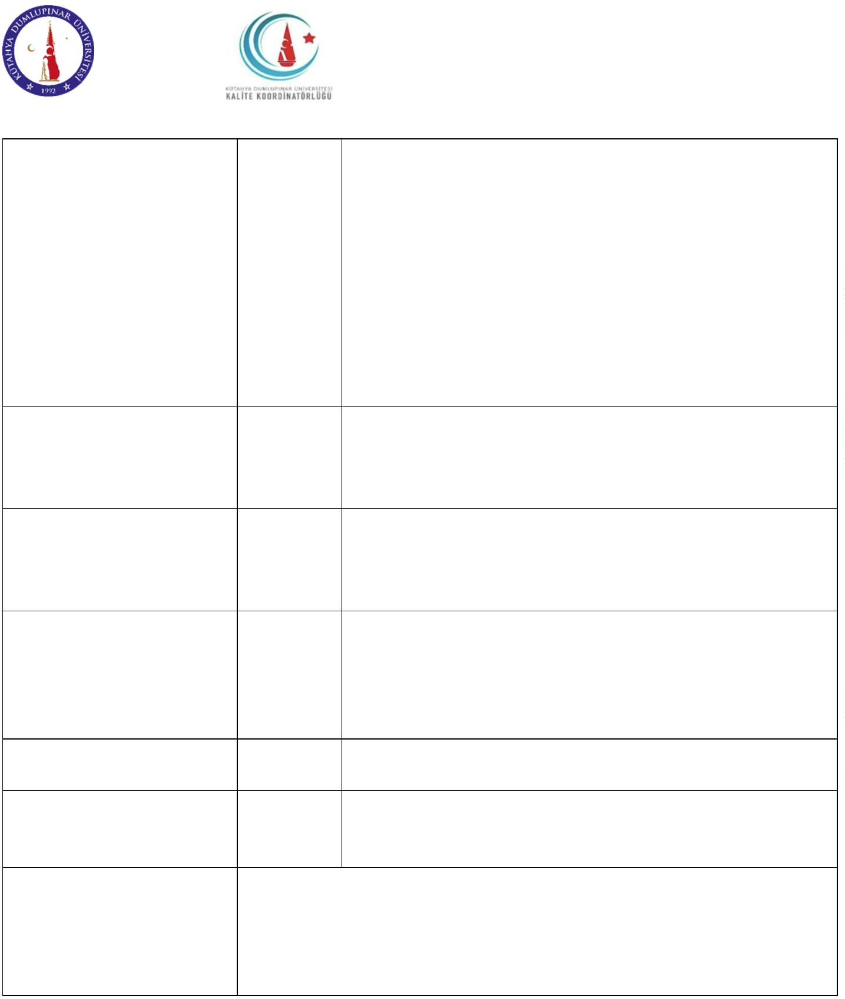 KÜTAHYA DUMLUPINAR ÜNİVERSİTESİ
1992
KÜTAHYA DUMLUPINAR ÜNİVERSİTESİ
KALİTE KOORDİNATÖRLÜĞÜ